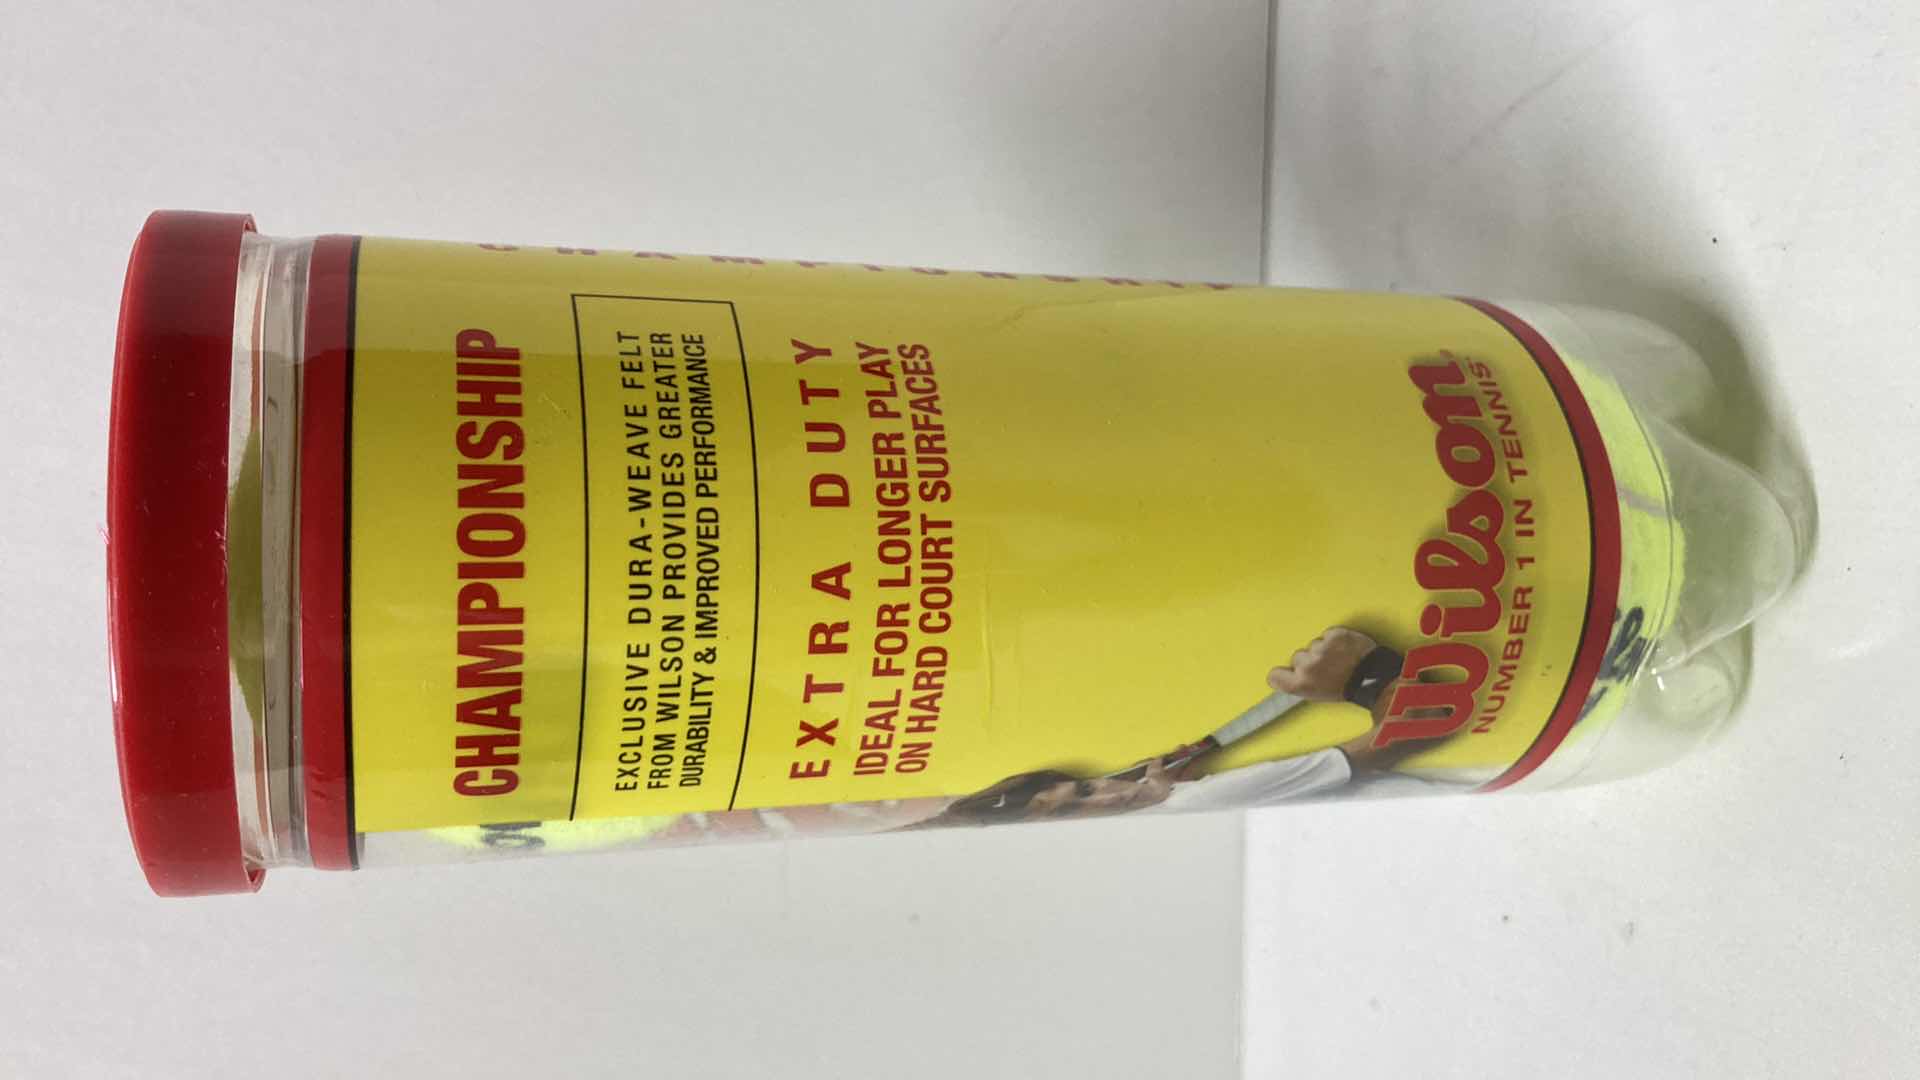 CHAMPIONSHIP
EXCLUSIVE DURA-WEAVE FELT
FROM WILSON PROVIDES GREATER
DURABILITY & IMPROVED PERFORMANCE
EXTRA DUTY
IDEAL FOR LONGER PLAY
ON HARD COURT SURFACES
Wilson
NUMBER 1 IN TENNIS
CHAMPIONSHIP